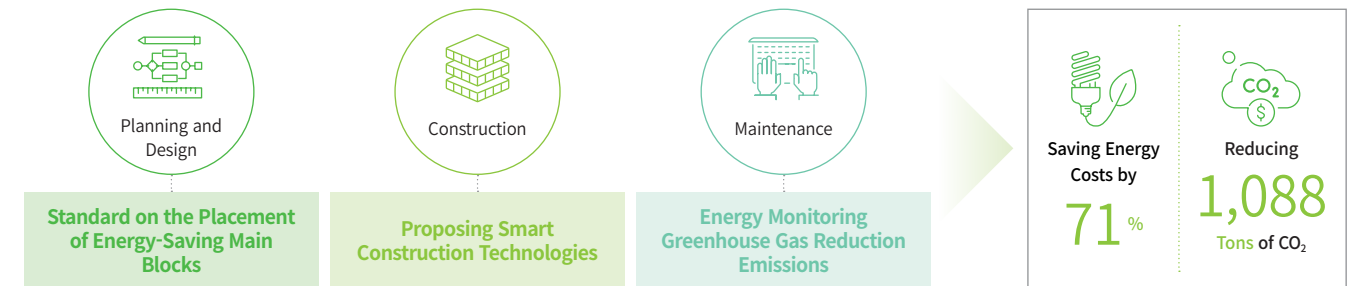 Planning and
Design
Standard on the Placement
of Energy-Saving Main
Blocks
Construction
Proposing Smart
Construction Technologies
Maintenance
Energy Monitoring
Greenhouse Gas Reduction
Emissions
Saving Energy
Costs by
71 %
CO₂
$
Reducing
1,088
Tons of CO₂